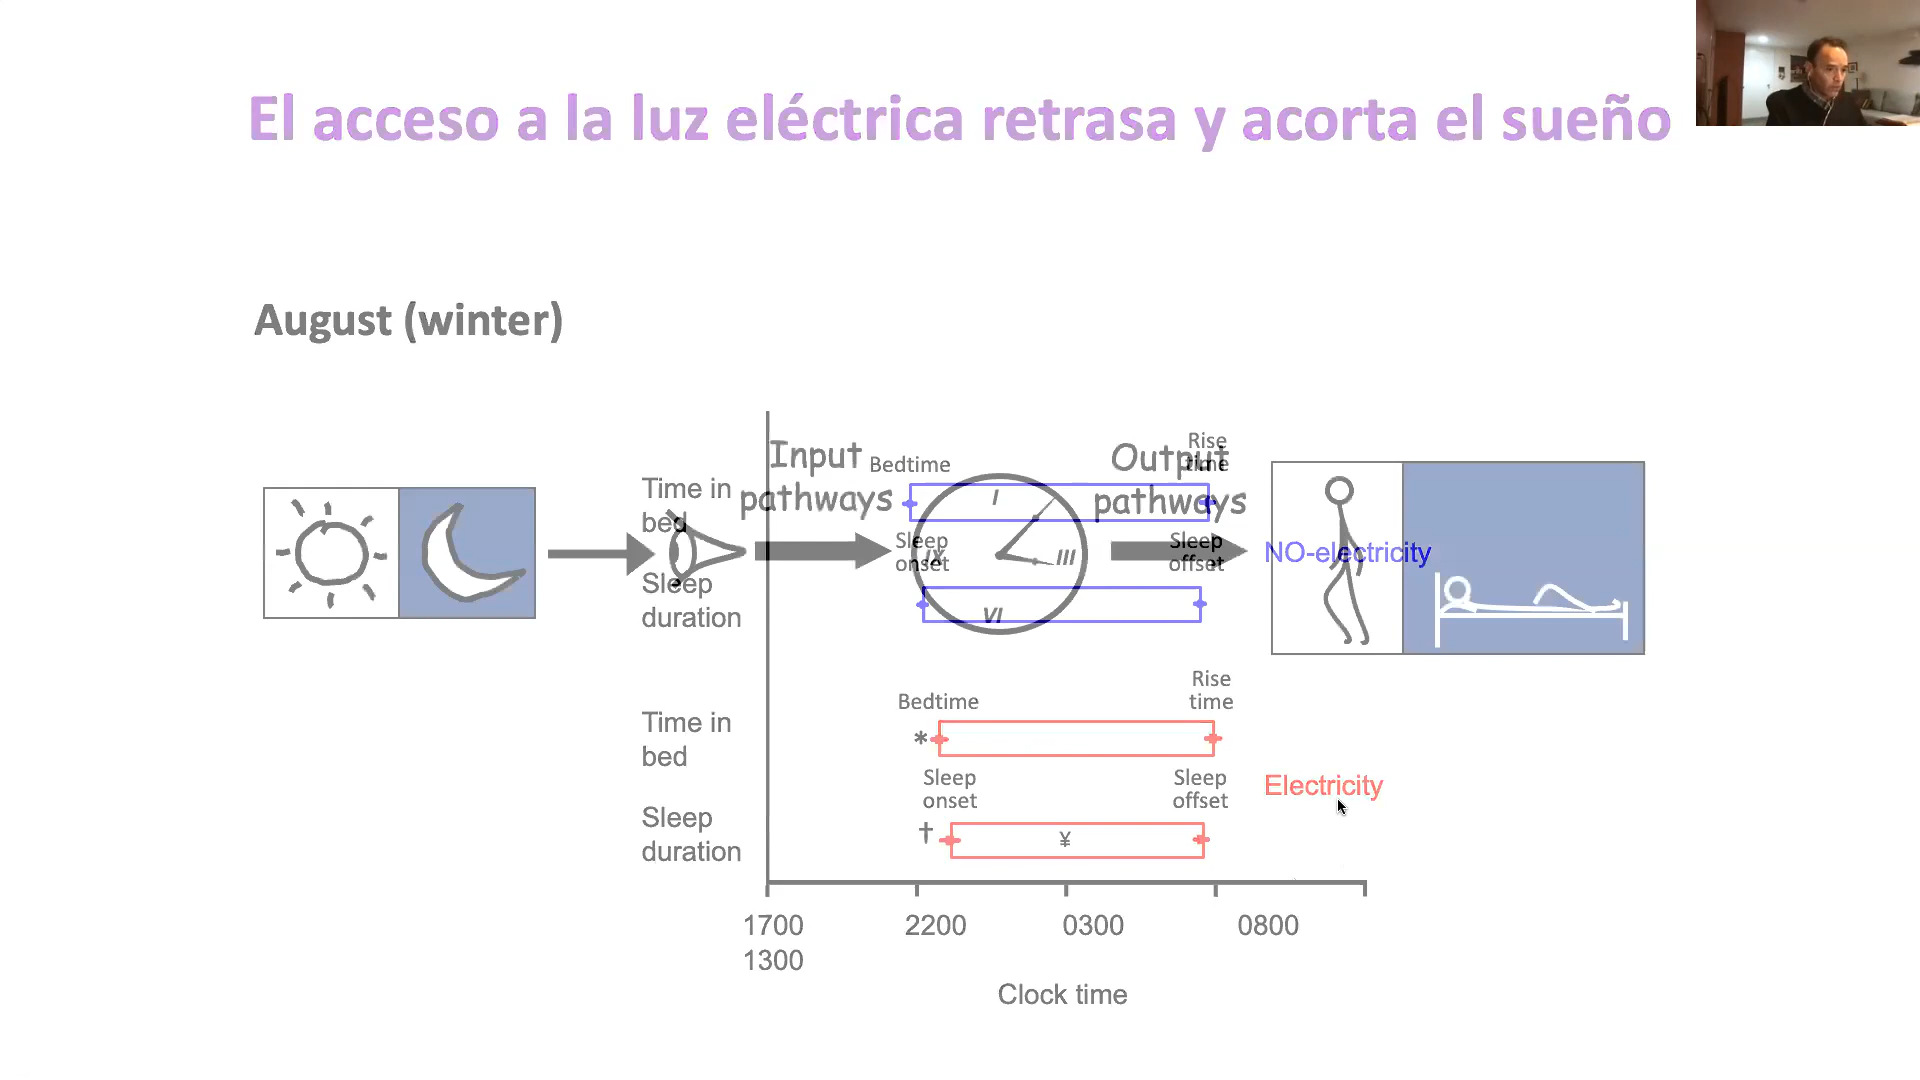 El acceso a la luz eléctrica retrasa y acorta el sueño
August (winter)
Input
pathways
Output
pathways
Bedtime
Rise
time
Time in
bed
I
III
VI
IX
Sleep
onset
Sleep
offset
NO-electricity
Sleep
duration
Bedtime
Rise
time
Time in
bed
*
Sleep
onset
Sleep
offset
Electricity
Sleep
duration
†
¥
1700 2200 0300 0800
1300
Clock time